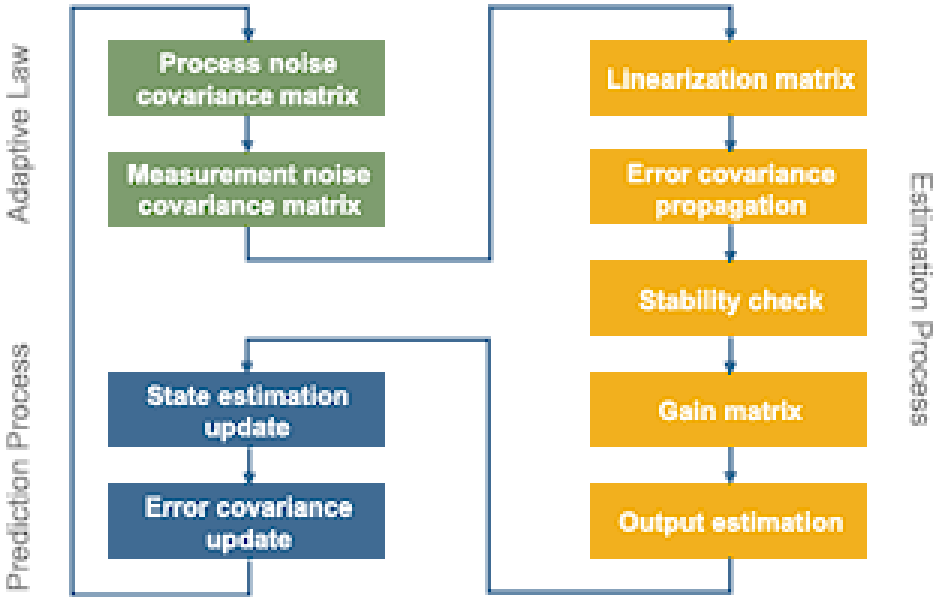 Adaptive Law
Process noise
covariance matrix
Measurement noise
covariance matrix
Linearization matrix
Error covariance
propagation
Stability check
Gain matrix
Output estimation
Estimation Process
Prediction Process
State estimation
update
Error covariance
update